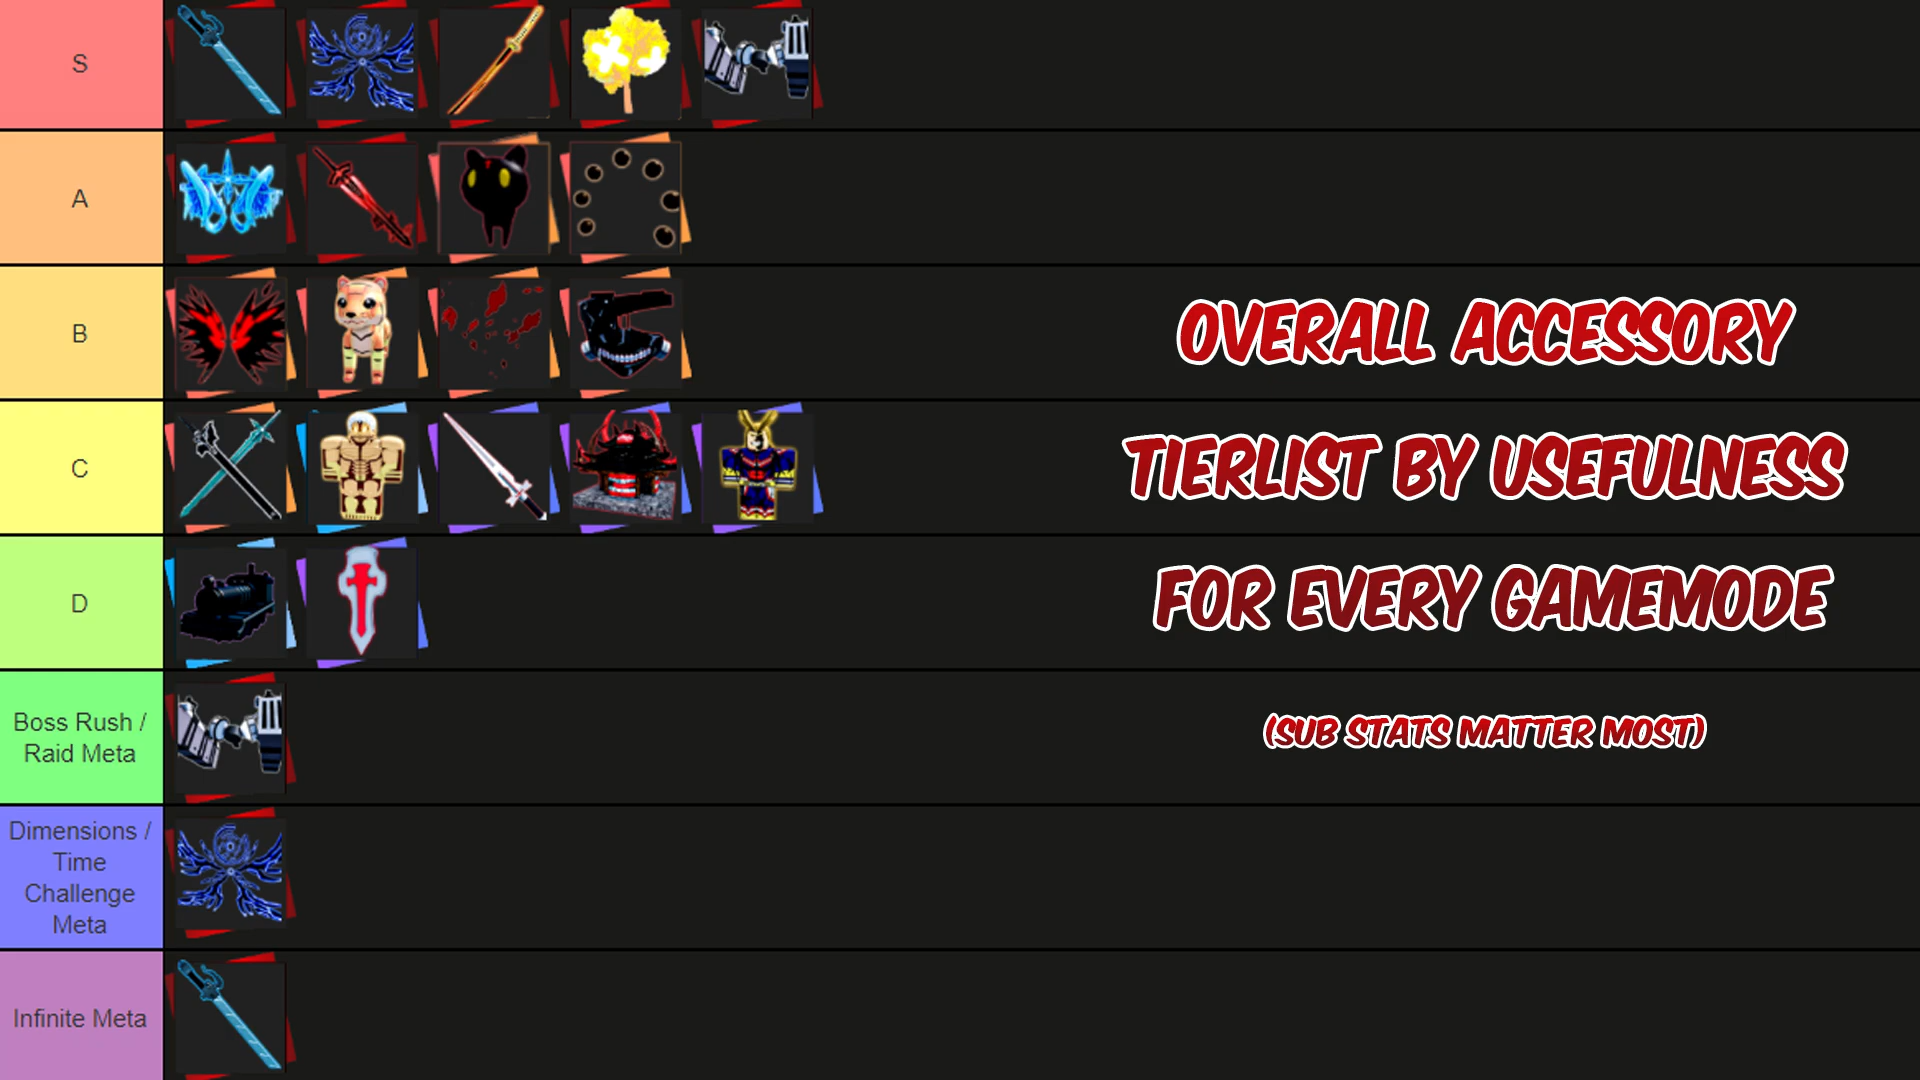 S
A
B
C
D
Boss Rush /
Raid Meta
Dimensions /
Time
Challenge
Meta
Infinite Meta
OVERALL ACCESSORY
TIERLIST BY USEFULNESS
FOR EVERY GAMEMODE
(SUB STATS MATTER MOST)